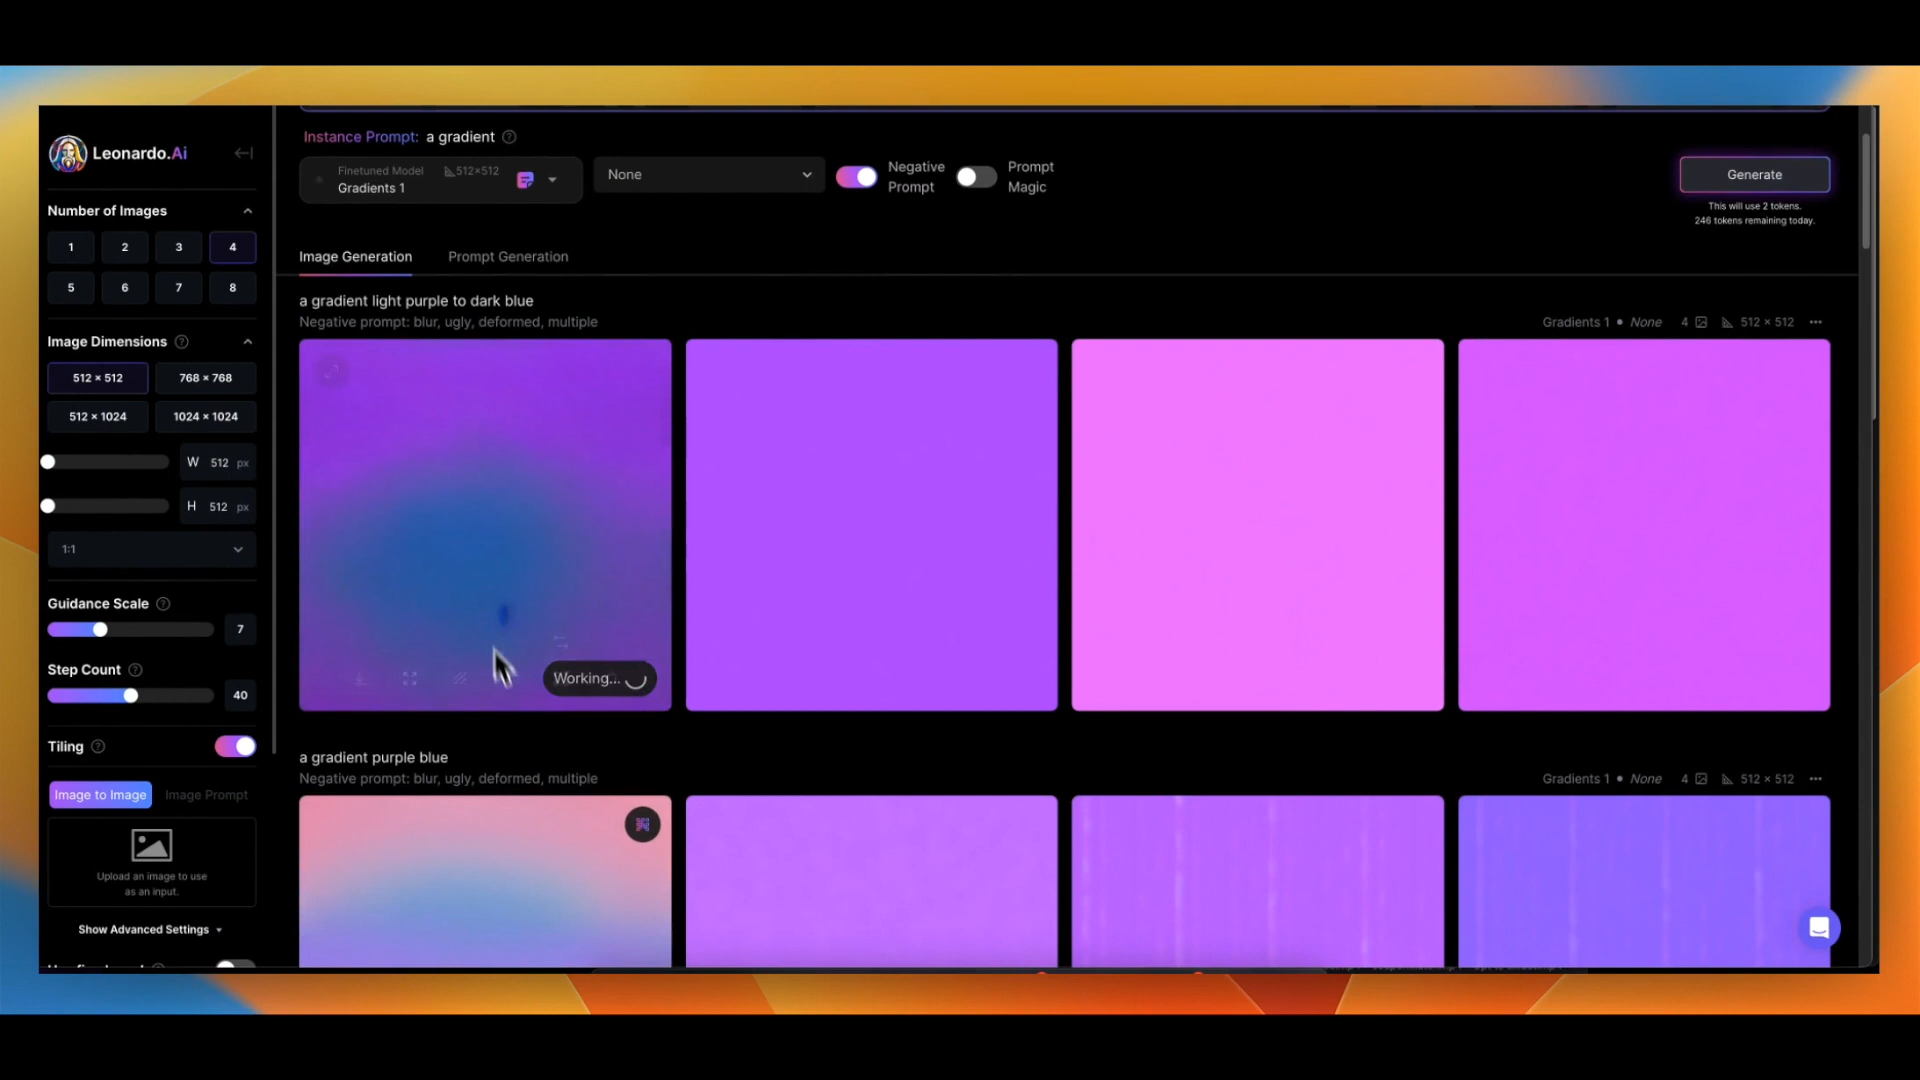 Leonardo.Ai
Number of Images
1 2 3 4
5 6 7 8
Image Dimensions
512 × 512 768 × 768
512 × 1024 1024 × 1024
W 512 px
H 512 px
1:1
Guidance Scale
7
Step Count
40
Tiling
Image to Image Image Prompt
Upload an image to use
as an input.
Show Advanced Settings
Instance Prompt: a gradient
Finetuned Model 512×512
Gradients 1
None
Negative
Prompt
Prompt
Magic
Generate
This will use 2 tokens.
246 tokens remaining today.
Image Generation Prompt Generation
a gradient light purple to dark blue
Negative prompt: blur, ugly, deformed, multiple
Gradients 1 • None 4 512 × 512
Working...
a gradient purple blue
Negative prompt: blur, ugly, deformed, multiple
Gradients 1 • None 4 512 × 512